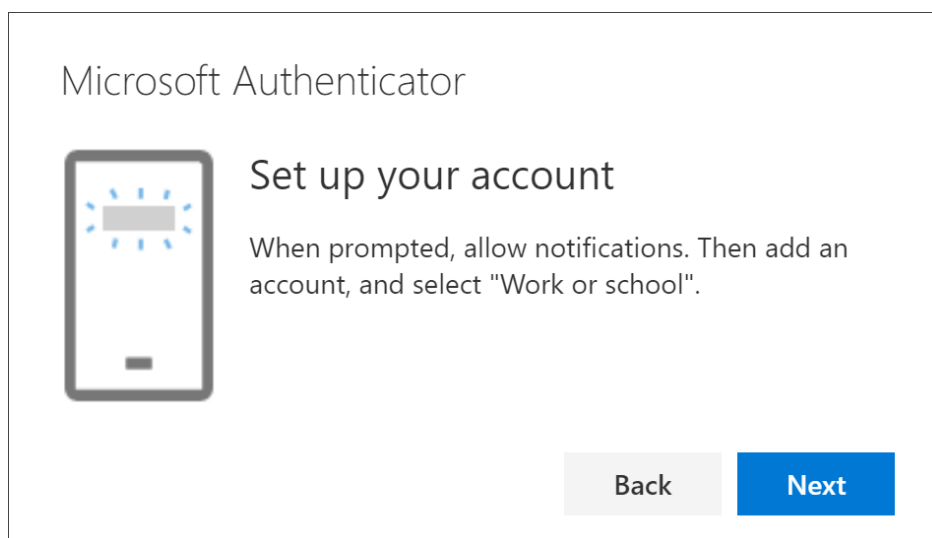 Microsoft Authenticator
Set up your account
When prompted, allow notifications. Then add an
account, and select "Work or school".
Back
Next